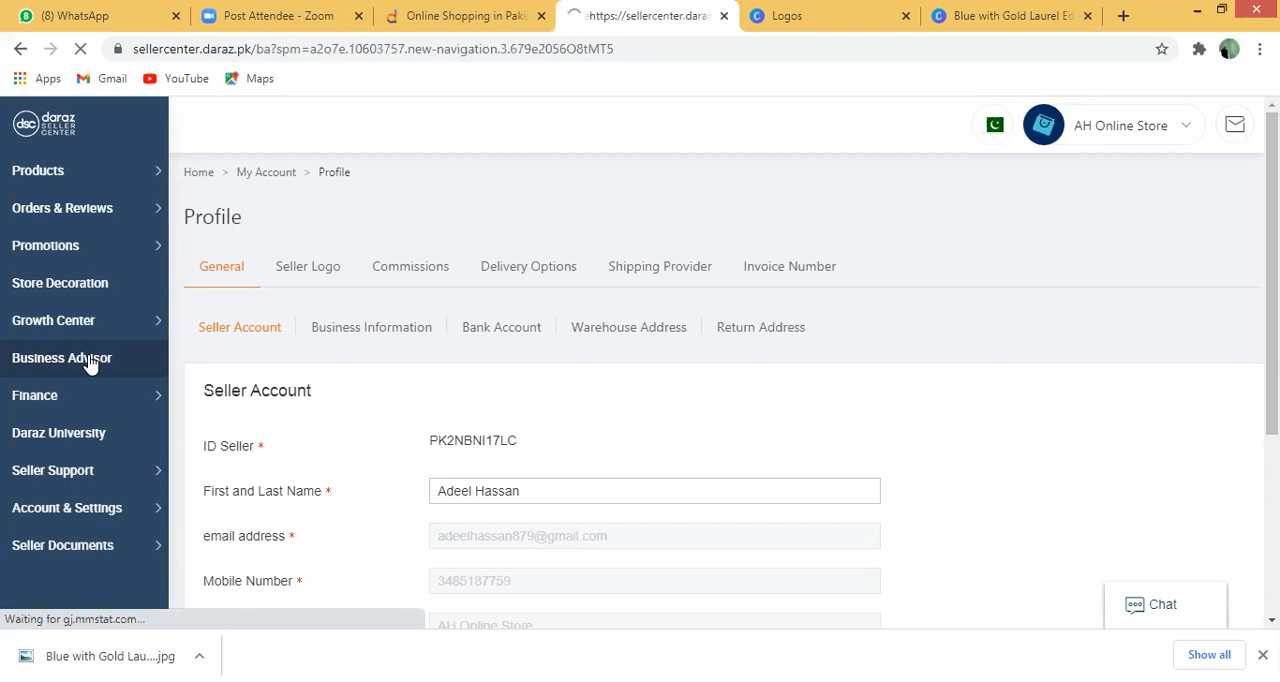 8 (8) WhatsApp
Post Attendee - Zoom
Online Shopping in Paki
https://sellercenter.daraz
Logos
Blue with Gold Laurel Ed
sellercenter.daraz.pk/ba?spm=a2o7e.10603757.new-navigation.3.679e2056O8tMT5
Apps Gmail YouTube Maps
dsc daraz SELLER CENTER
AH Online Store
Products
Orders & Reviews
Promotions
Store Decoration
Growth Center
Business Advisor
Finance
Daraz University
Seller Support
Account & Settings
Seller Documents
Home > My Account > Profile
Profile
General Seller Logo Commissions Delivery Options Shipping Provider Invoice Number
Seller Account Business Information Bank Account Warehouse Address Return Address
Seller Account
ID Seller * PK2NBNI17LC
First and Last Name * Adeel Hassan
email address * adeelhassan879@gmail.com
Mobile Number * 3485187759
AH Online Store
Chat
Waiting for gj.mmstat.com...
Blue with Gold Lau....jpg
Show all